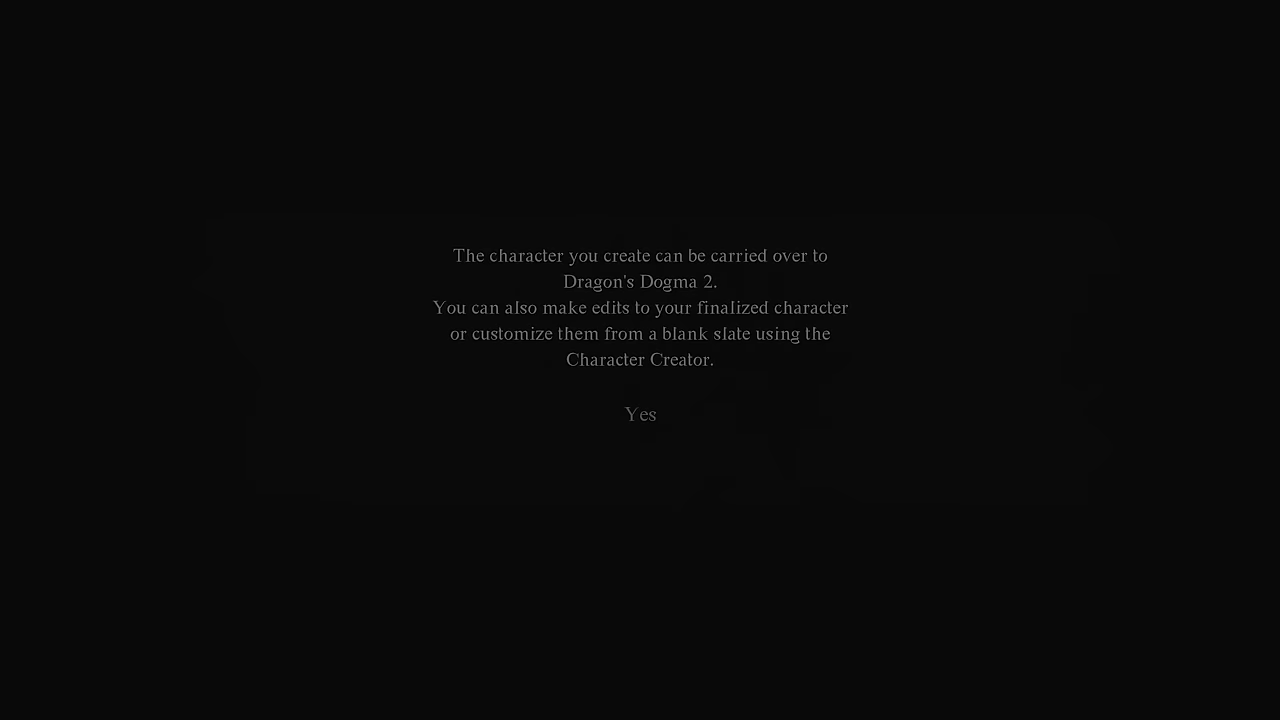 The character you create can be carried over to
Dragon's Dogma 2.
You can also make edits to your finalized character
or customize them from a blank slate using the
Character Creator.
Yes